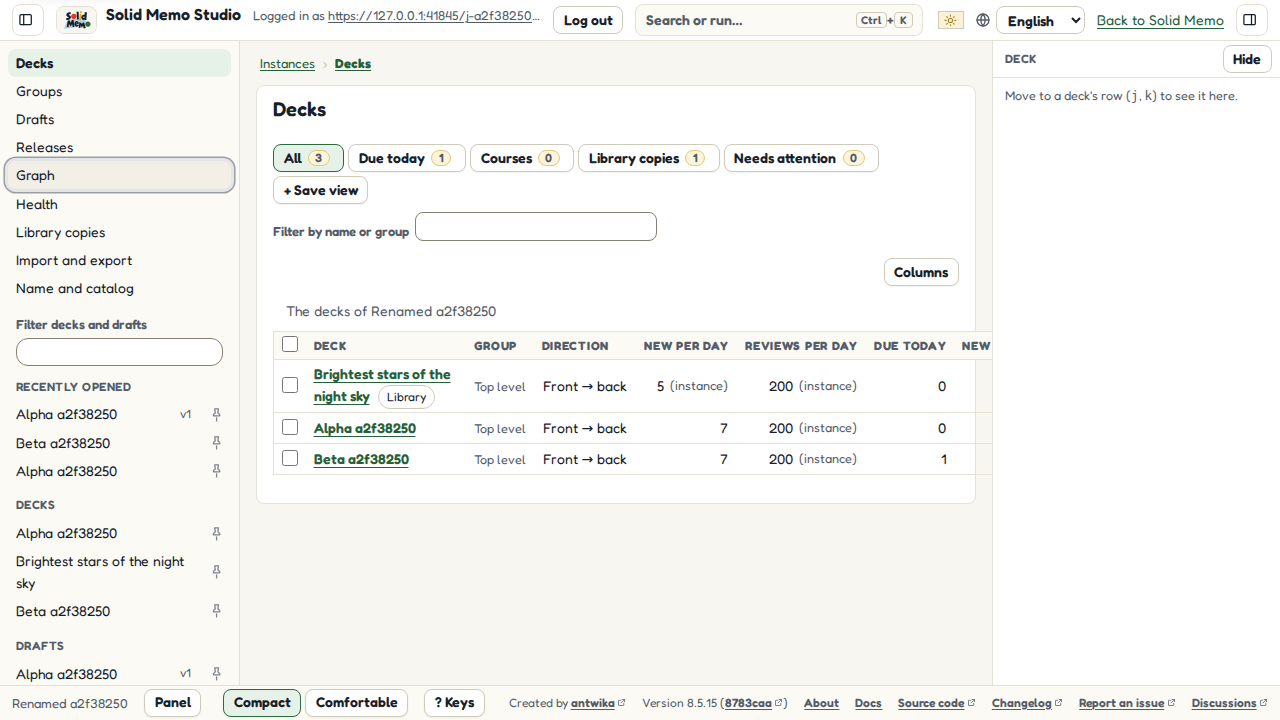 Solid Memo Studio Logged in as https://127.0.0.1:41845/j-a2f38250... Log out Search or run... Ctrl+K English Back to Solid Memo
Decks
Groups
Drafts
Releases
Graph
Health
Library copies
Import and export
Name and catalog
Filter decks and drafts
RECENTLY OPENED
Alpha a2f38250 v1
Beta a2f38250
Alpha a2f38250
DECKS
Alpha a2f38250
Brightest stars of the night
sky
Beta a2f38250
DRAFTS
Alpha a2f38250 v1
Instances › Decks
Decks
All 3 Due today 1 Courses 0 Library copies 1 Needs attention 0
+ Save view
Filter by name or group
Columns
The decks of Renamed a2f38250
DECK GROUP DIRECTION NEW PER DAY REVIEWS PER DAY DUE TODAY NEW
Brightest stars of the
night sky Library Top level Front → back 5 (instance) 200 (instance) 0
Alpha a2f38250 Top level Front → back 7 200 (instance) 0
Beta a2f38250 Top level Front → back 7 200 (instance) 1
DECK Hide
Move to a deck's row (j, k) to see it here.
Renamed a2f38250 Panel Compact Comfortable ? Keys Created by antwika Version 8.5.15 (8783caa) About Docs Source code Changelog Report an issue Discussions